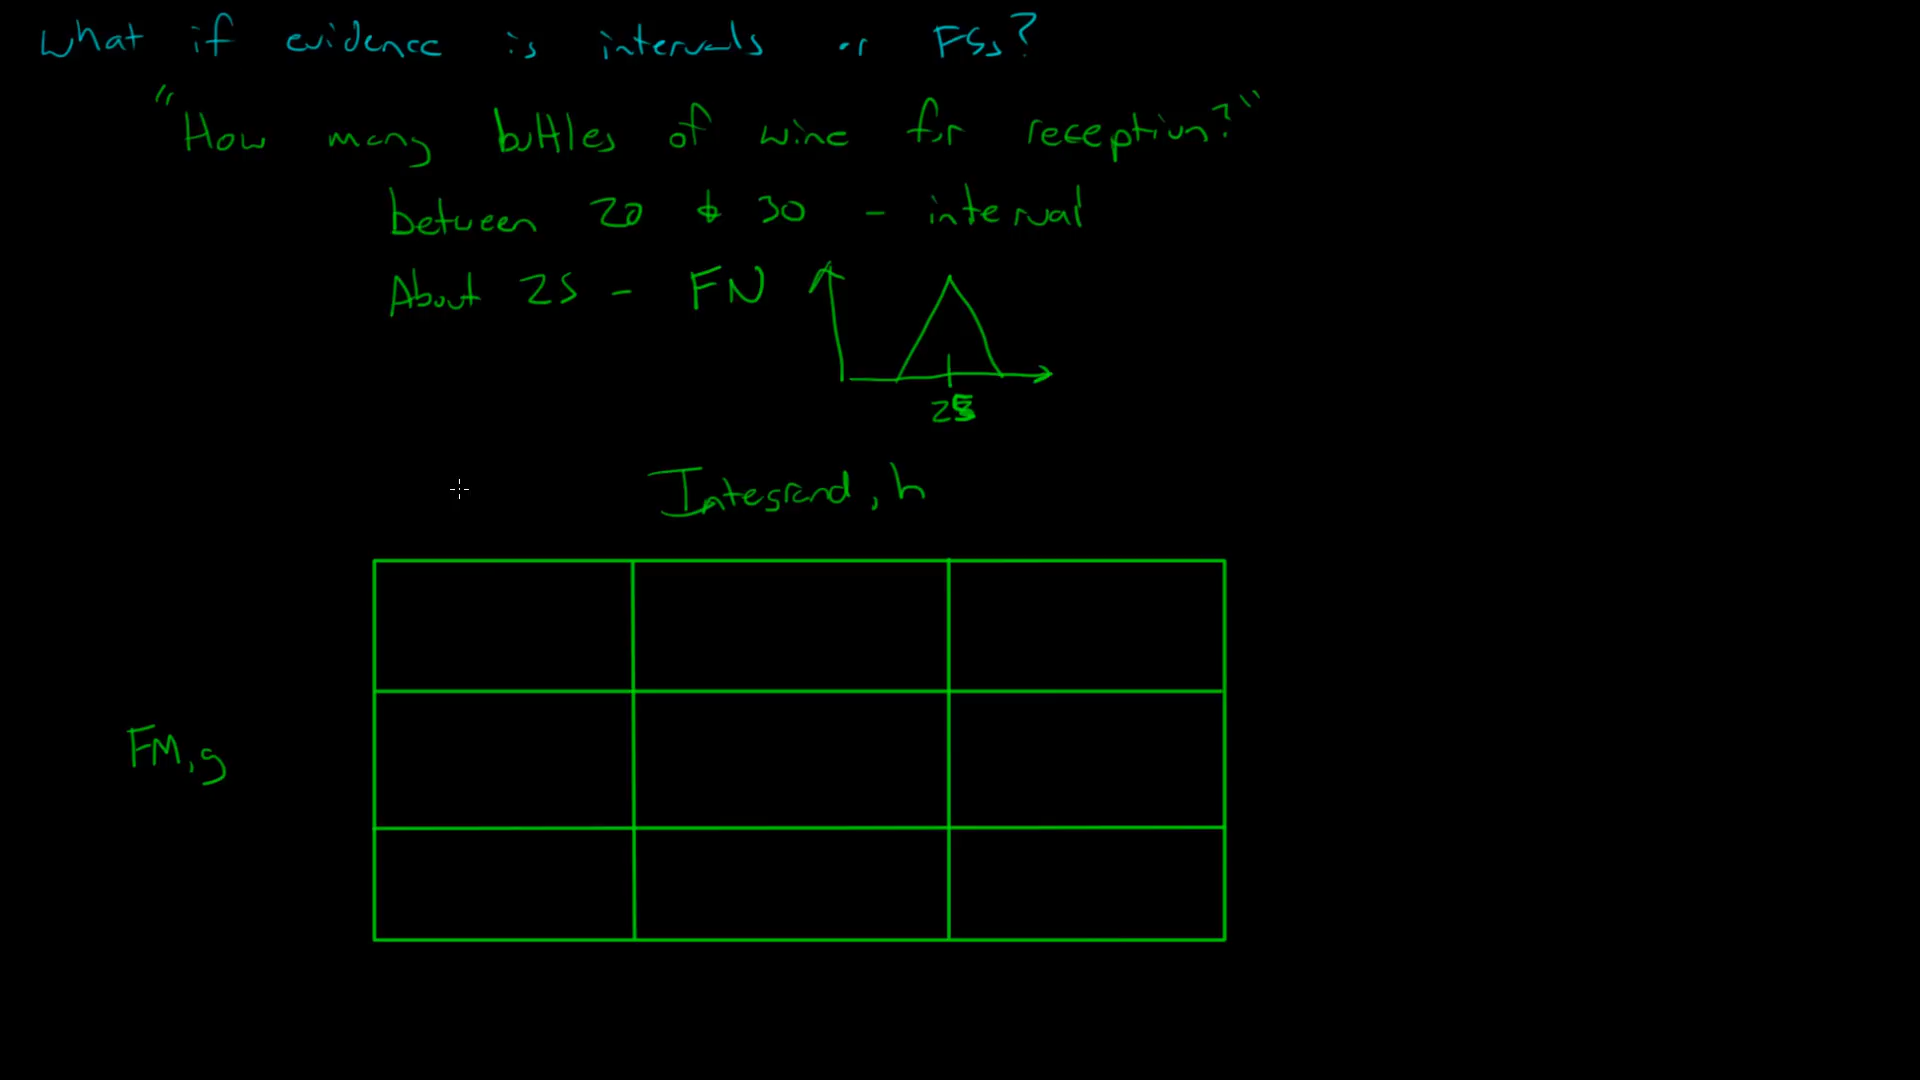 What if evidence is intervals or FSs?
"How many bottles of wine for reception?"
between 20 & 30 - interval
About 25 - FN
25
Integrand, h
FM, g